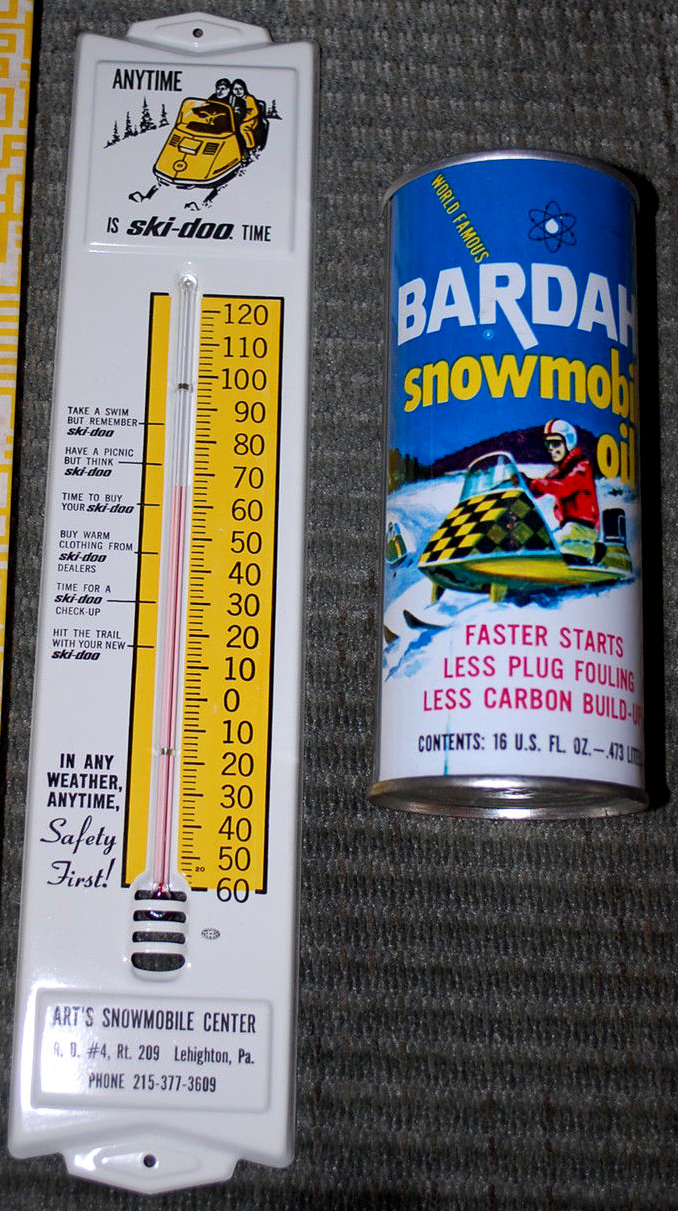 ANYTIME
IS ski-doo. TIME
120
110
100
90
80
70
60
50
40
30
20
10
0
10
20
30
40
50
60
20
TAKE A SWIM
BUT REMEMBER
ski-doo
HAVE A PICNIC
BUT THINK
ski-doo
TIME TO BUY
YOUR ski-doo
BUY WARM
CLOTHING FROM
ski-doo
DEALERS
TIME FOR A
ski-doo
CHECK-UP
HIT THE TRAIL
WITH YOUR NEW
ski-doo
IN ANY
WEATHER,
ANYTIME,
Safety
First!
ART'S SNOWMOBILE CENTER
R. D. #4, Rt. 209 Lehighton, Pa.
PHONE 215-377-3609
WORLD FAMOUS
BARDAH
snowmobi
oil
FASTER STARTS
LESS PLUG FOULING
LESS CARBON BUILD-U
CONTENTS: 16 U.S. FL. OZ.—.473 LITE